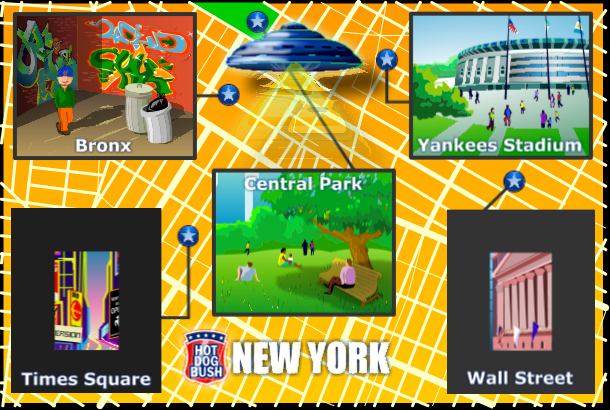 Bronx
Yankees Stadium
Central Park
Times Square
Wall Street
HOT
DOG
BUSH
NEW YORK